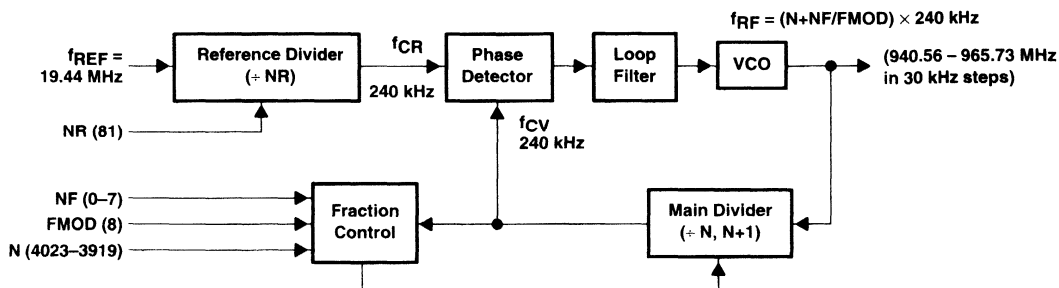 fRF = (N+NF/FMOD) × 240 kHz
fREF =
19.44 MHz
Reference Divider
(÷ NR)
fCR
240 kHz
Phase
Detector
Loop
Filter
VCO
(940.56 – 965.73 MHz
in 30 kHz steps)
NR (81)
fCV
240 kHz
NF (0–7)
FMOD (8)
N (4023–3919)
Fraction
Control
Main Divider
(÷ N, N+1)